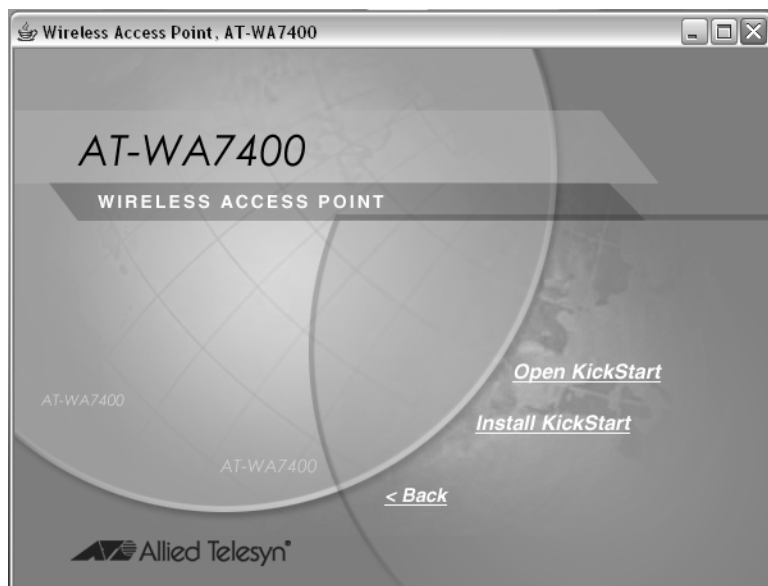 Wireless Access Point, AT-WA7400
AT-WA7400
WIRELESS ACCESS POINT
Open KickStart
AT-WA7400
Install KickStart
AT-WA7400
< Back
Allied Telesyn®